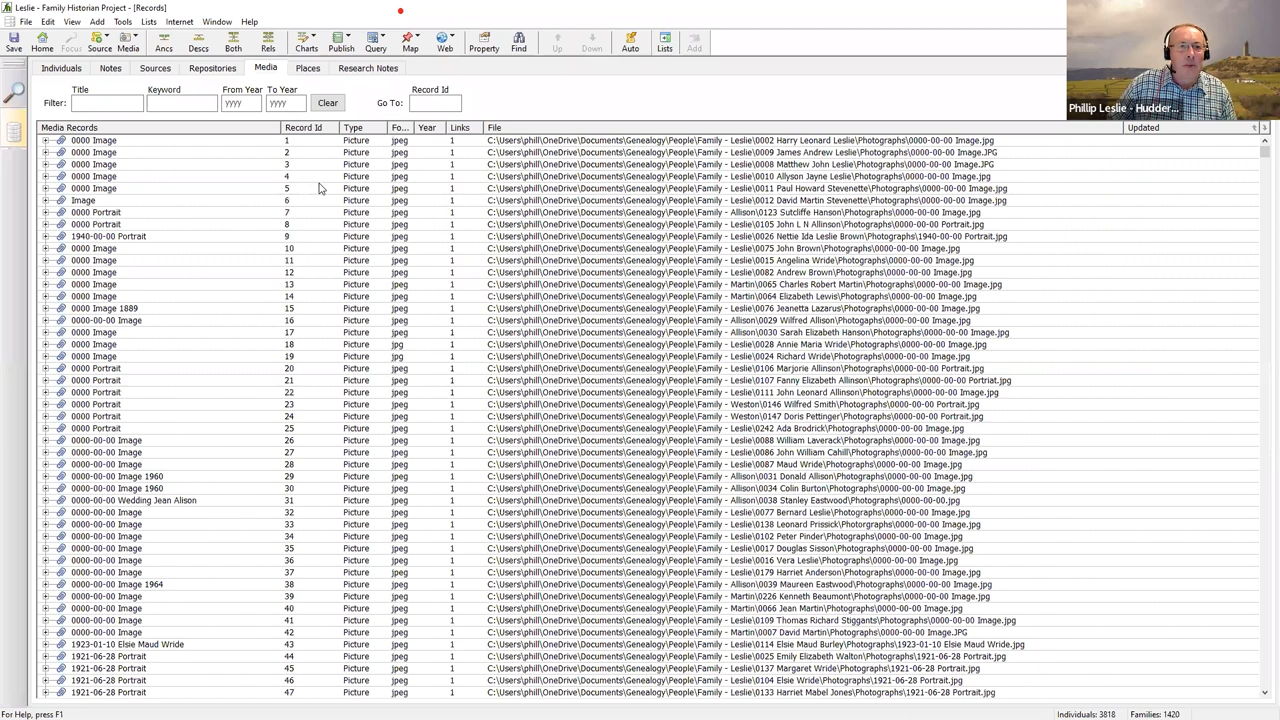 Leslie - Family Historian Project - [Records]
File Edit View Add Tools Lists Internet Window Help
Save Home Focus Source Media Ancs Descs Both Rels Charts Publish Query Map Web Property Find Up Down Auto Lists Add
Individuals Notes Sources Repositories Media Places Research Notes
Title Keyword From Year To Year Record Id
Filter: yyyy yyyy Clear Go To:
Phillip Leslie - Hudder...
Media Records Record Id Type Fo... Year Links File Updated
0000 Image 1 Picture jpeg 1 C:\Users\phill\OneDrive\Documents\Genealogy\People\Family - Leslie\0002 Harry Leonard Leslie\Photographs\0000-00-00 Image.jpg
0000 Image 2 Picture jpeg 1 C:\Users\phill\OneDrive\Documents\Genealogy\People\Family - Leslie\0009 James Andrew Leslie\Photographs\0000-00-00 Image.JPG
0000 Image 3 Picture jpeg 1 C:\Users\phill\OneDrive\Documents\Genealogy\People\Family - Leslie\0008 Matthew John Leslie\Photographs\0000-00-00 Image.JPG
0000 Image 4 Picture jpeg 1 C:\Users\phill\OneDrive\Documents\Genealogy\People\Family - Leslie\0010 Allyson Jayne Leslie\Photographs\0000-00-00 Image.jpg
0000 Image 5 Picture jpeg 1 C:\Users\phill\OneDrive\Documents\Genealogy\People\Family - Leslie\0011 Paul Howard Stevenette\Photographs\0000-00-00 Image.jpg
Image 6 Picture jpeg 1 C:\Users\phill\OneDrive\Documents\Genealogy\People\Family - Leslie\0012 David Martin Stevenette\Photographs\0000-00-00 Image.jpg
0000 Portrait 7 Picture jpeg 1 C:\Users\phill\OneDrive\Documents\Genealogy\People\Family - Allison\0123 Sutcliffe Hanson\Photographs\0000-00-00 Image.jpg
0000 Portrait 8 Picture jpeg 1 C:\Users\phill\OneDrive\Documents\Genealogy\People\Family - Leslie\0105 John L N Allinson\Photographs\0000-00-00 Portrait.jpg
1940-00-00 Portrait 9 Picture jpeg 1 C:\Users\phill\OneDrive\Documents\Genealogy\People\Family - Leslie\0026 Nettie Ida Leslie Brown\Photographs\1940-00-00 Portrait.jpg
0000 Image 10 Picture jpeg 1 C:\Users\phill\OneDrive\Documents\Genealogy\People\Family - Leslie\0075 John Brown\Photographs\0000-00-00 Image.jpg
0000 Image 11 Picture jpeg 1 C:\Users\phill\OneDrive\Documents\Genealogy\People\Family - Leslie\0015 Angelina Wride\Photographs\0000-00-00 Image.jpg
0000 Image 12 Picture jpeg 1 C:\Users\phill\OneDrive\Documents\Genealogy\People\Family - Leslie\0082 Andrew Brown\Photographs\0000-00-00 Image.jpg
0000 Image 13 Picture jpeg 1 C:\Users\phill\OneDrive\Documents\Genealogy\People\Family - Martin\0065 Charles Robert Martin\Photographs\0000-00-00 Image.jpg
0000 Image 14 Picture jpeg 1 C:\Users\phill\OneDrive\Documents\Genealogy\People\Family - Martin\0064 Elizabeth Lewis\Photographs\0000-00-00 Image.jpg
0000 Image 1889 15 Picture jpeg 1 C:\Users\phill\OneDrive\Documents\Genealogy\People\Family - Leslie\0076 Jeanetta Lazarus\Photographs\0000-00-00 Image.jpg
0000-00-00 Image 16 Picture jpeg 1 C:\Users\phill\OneDrive\Documents\Genealogy\People\Family - Allison\0029 Wilfred Allison\Photogaphs\0000-00-00 Image.jpg
0000 Image 17 Picture jpeg 1 C:\Users\phill\OneDrive\Documents\Genealogy\People\Family - Allison\0030 Sarah Elizabeth Hanson\Photographs\0000-00-00 Image.jpg
0000 Image 18 Picture jpg 1 C:\Users\phill\OneDrive\Documents\Genealogy\People\Family - Leslie\0028 Annie Maria Wride\Photographs\0000-00-00 Image.jpg
0000 Image 19 Picture jpg 1 C:\Users\phill\OneDrive\Documents\Genealogy\People\Family - Leslie\0024 Richard Wride\Photographs\0000-00-00 Image.jpg
0000 Portrait 20 Picture jpeg 1 C:\Users\phill\OneDrive\Documents\Genealogy\People\Family - Leslie\0106 Marjorie Allinson\Photographs\0000-00-00 Portrait.jpg
0000 Portrait 21 Picture jpeg 1 C:\Users\phill\OneDrive\Documents\Genealogy\People\Family - Leslie\0107 Fanny Elizabeth Allinson\Photographs\0000-00-00 Portriat.jpg
0000 Portrait 22 Picture jpeg 1 C:\Users\phill\OneDrive\Documents\Genealogy\People\Family - Leslie\0111 John Leonard Allinson\Photographs\0000-00-00 Portrait.jpg
0000 Portrait 23 Picture jpeg 1 C:\Users\phill\OneDrive\Documents\Genealogy\People\Family - Weston\0146 Wilfred Smith\Photographs\0000-00-00 Portrait.jpg
0000 Portrait 24 Picture jpeg 1 C:\Users\phill\OneDrive\Documents\Genealogy\People\Family - Weston\0147 Doris Pettinger\Photographs\0000-00-00 Portrait.jpg
0000 Portrait 25 Picture jpeg 1 C:\Users\phill\OneDrive\Documents\Genealogy\People\Family - Leslie\0242 Ada Brodrick\Photographs\0000-00-00 Portrait.jpg
0000-00-00 Image 26 Picture jpeg 1 C:\Users\phill\OneDrive\Documents\Genealogy\People\Family - Leslie\0088 William Laverack\Photographs\0000-00-00 Image.jpg
0000-00-00 Image 27 Picture jpeg 1 C:\Users\phill\OneDrive\Documents\Genealogy\People\Family - Leslie\0086 John William Cahill\Photographs\0000-00-00 Image.jpg
0000-00-00 Image 28 Picture jpeg 1 C:\Users\phill\OneDrive\Documents\Genealogy\People\Family - Leslie\0087 Maud Wride\Photographs\0000-00-00 Image.jpg
0000-00-00 Image 1960 29 Picture jpeg 1 C:\Users\phill\OneDrive\Documents\Genealogy\People\Family - Allison\0031 Donald Allison\Photographs\0000-00-00 Image.jpg
0000-00-00 Image 1960 30 Picture jpeg 1 C:\Users\phill\OneDrive\Documents\Genealogy\People\Family - Allison\0034 Colin Burton\Photographs\0000-00-00 Image.jpg
0000-00-00 Wedding Jean Alison 31 Picture jpeg 1 C:\Users\phill\OneDrive\Documents\Genealogy\People\Family - Allison\0038 Stanley Eastwood\Photographs\0000-00-00.jpg
0000-00-00 Image 32 Picture jpeg 1 C:\Users\phill\OneDrive\Documents\Genealogy\People\Family - Leslie\0077 Bernard Leslie\Photographs\0000-00-00 Image.jpg
0000-00-00 Image 33 Picture jpeg 1 C:\Users\phill\OneDrive\Documents\Genealogy\People\Family - Leslie\0138 Leonard Prissick\Photorgraphs\0000-00-00 Image.jpg
0000-00-00 Image 34 Picture jpeg 1 C:\Users\phill\OneDrive\Documents\Genealogy\People\Family - Leslie\0102 Peter Pinder\Photographs\0000-00-00 Image.jpg
0000-00-00 Image 35 Picture jpeg 1 C:\Users\phill\OneDrive\Documents\Genealogy\People\Family - Leslie\0017 Douglas Sisson\Photographs\0000-00-00 Image.jpg
0000-00-00 Image 36 Picture jpeg 1 C:\Users\phill\OneDrive\Documents\Genealogy\People\Family - Leslie\0016 Vera Leslie\Photographs\0000-00-00 Image.jpg
0000-00-00 Image 37 Picture jpeg 1 C:\Users\phill\OneDrive\Documents\Genealogy\People\Family - Leslie\0179 Harriet Anderson\Photographs\0000-00-00 Image.jpg
0000-00-00 Image 1964 38 Picture jpeg 1 C:\Users\phill\OneDrive\Documents\Genealogy\People\Family - Allison\0039 Maureen Eastwood\Photographs\0000-00-00 Image.jpg
0000-00-00 Image 39 Picture jpeg 1 C:\Users\phill\OneDrive\Documents\Genealogy\People\Family - Martin\0226 Kenneth Beaumont\Photographs\0000-00-00 Image.jpg
0000-00-00 Image 40 Picture jpeg 1 C:\Users\phill\OneDrive\Documents\Genealogy\People\Family - Martin\0066 Jean Martin\Photographs\0000-00-00 Image.jpg
0000-00-00 Image 41 Picture jpeg 1 C:\Users\phill\OneDrive\Documents\Genealogy\People\Family - Leslie\0109 Thomas Richard Stiggants\Photographs\0000-00-00 Image.jpg
0000-00-00 Image 42 Picture jpeg 1 C:\Users\phill\OneDrive\Documents\Genealogy\People\Family - Martin\0007 David Martin\Photographs\0000-00-00 Image.JPG
1923-01-10 Elsie Maud Wride 43 Picture jpeg 1 C:\Users\phill\OneDrive\Documents\Genealogy\People\Family - Leslie\0114 Elsie Maud Burley\Photographs\1923-01-10 Elsie Maud Wride.jpg
1921-06-28 Portrait 44 Picture jpeg 1 C:\Users\phill\OneDrive\Documents\Genealogy\People\Family - Leslie\0025 Emily Elizabeth Walton\Photographs\1921-06-28 Portrait.jpg
1921-06-28 Portrait 45 Picture jpeg 1 C:\Users\phill\OneDrive\Documents\Genealogy\People\Family - Leslie\0137 Margaret Wride\Photographs\1921-06-28 Portrait.jpg
1921-06-28 Portrait 46 Picture jpeg 1 C:\Users\phill\OneDrive\Documents\Genealogy\People\Family - Leslie\0104 Elsie Wride\Photographs\1921-06-28 Portrait.jpg
1921-06-28 Portrait 47 Picture jpeg 1 C:\Users\phill\OneDrive\Documents\Genealogy\People\Family - Leslie\0133 Harriet Mabel Jones\Photographs\1921-06-28 Portrait.jpg
For Help, press F1 Individuals: 3818 Families: 1420